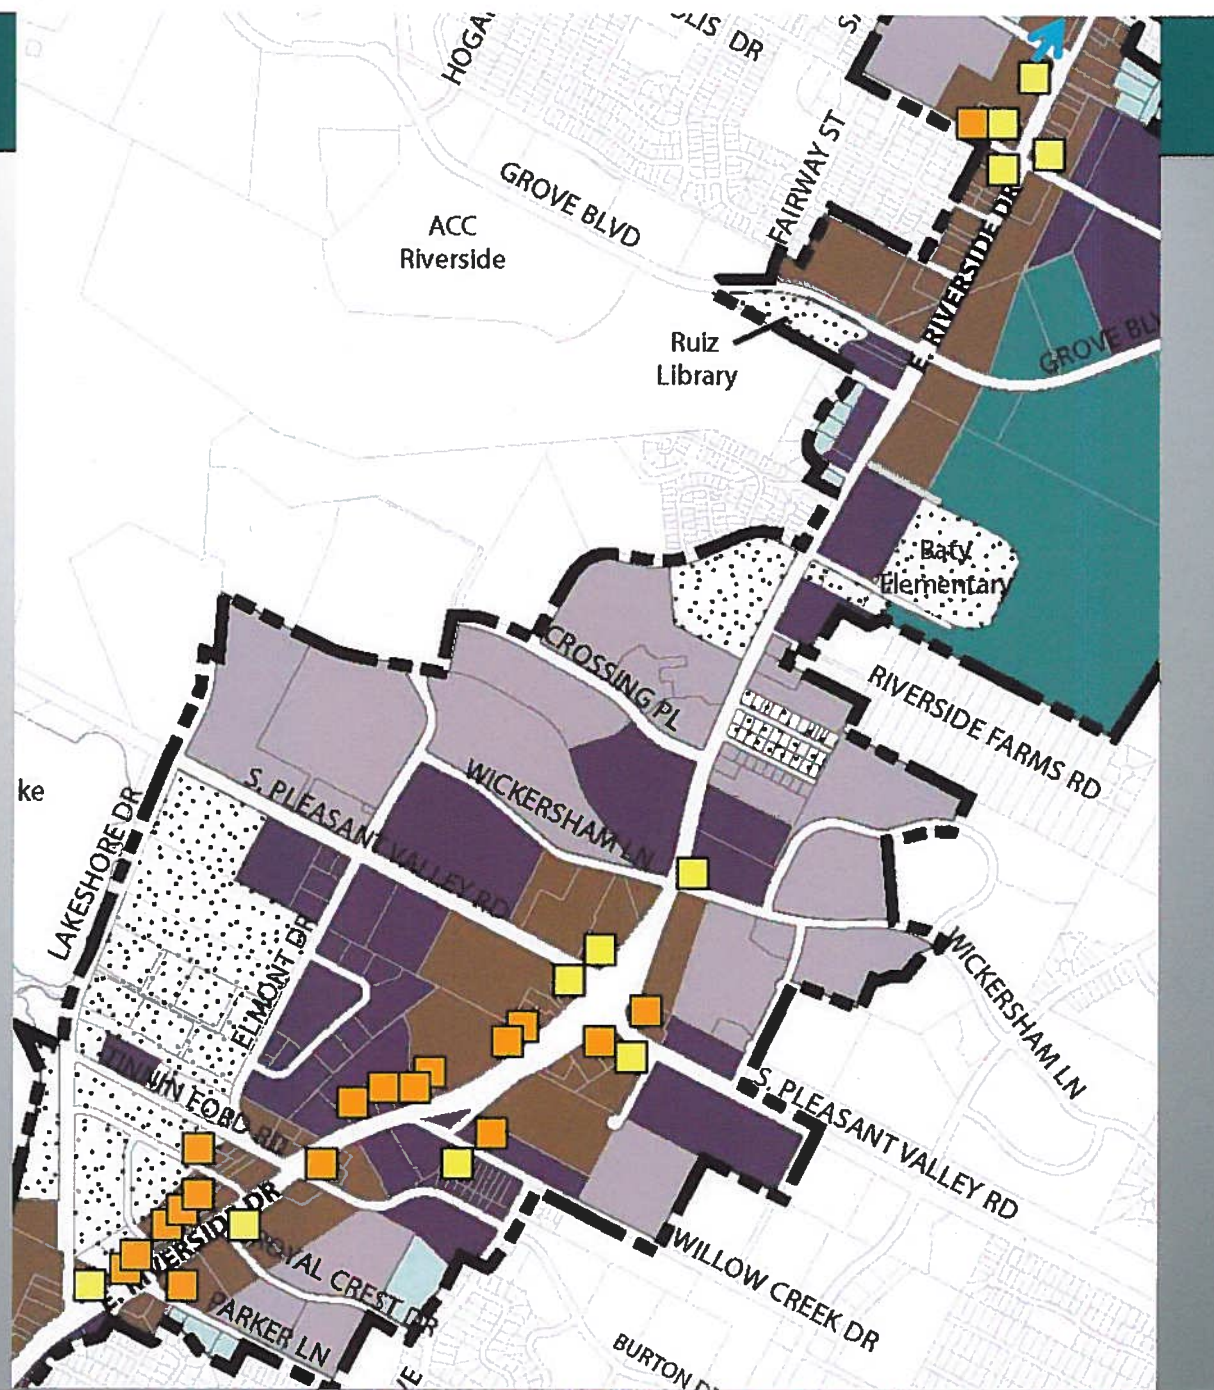 DR
GROVE BLVD
FAIRWAY ST
ACC
Riverside
E. RIVERSIDE DR
Ruiz
Library
Baty
Elementary
CROSSING PL
RIVERSIDE FARMS RD
S. PLEASANT VALLEY RD
WICKERSHAM LN
ke
LAKESHORE DR
ELMONT DR
WICKERSHAM LN
TINNIN FORD RD
S. PLEASANT VALLEY RD
E. RIVERSIDE DR
ROYAL CREST DR
PARKER LN
WILLOW CREEK DR
BURTON
VE